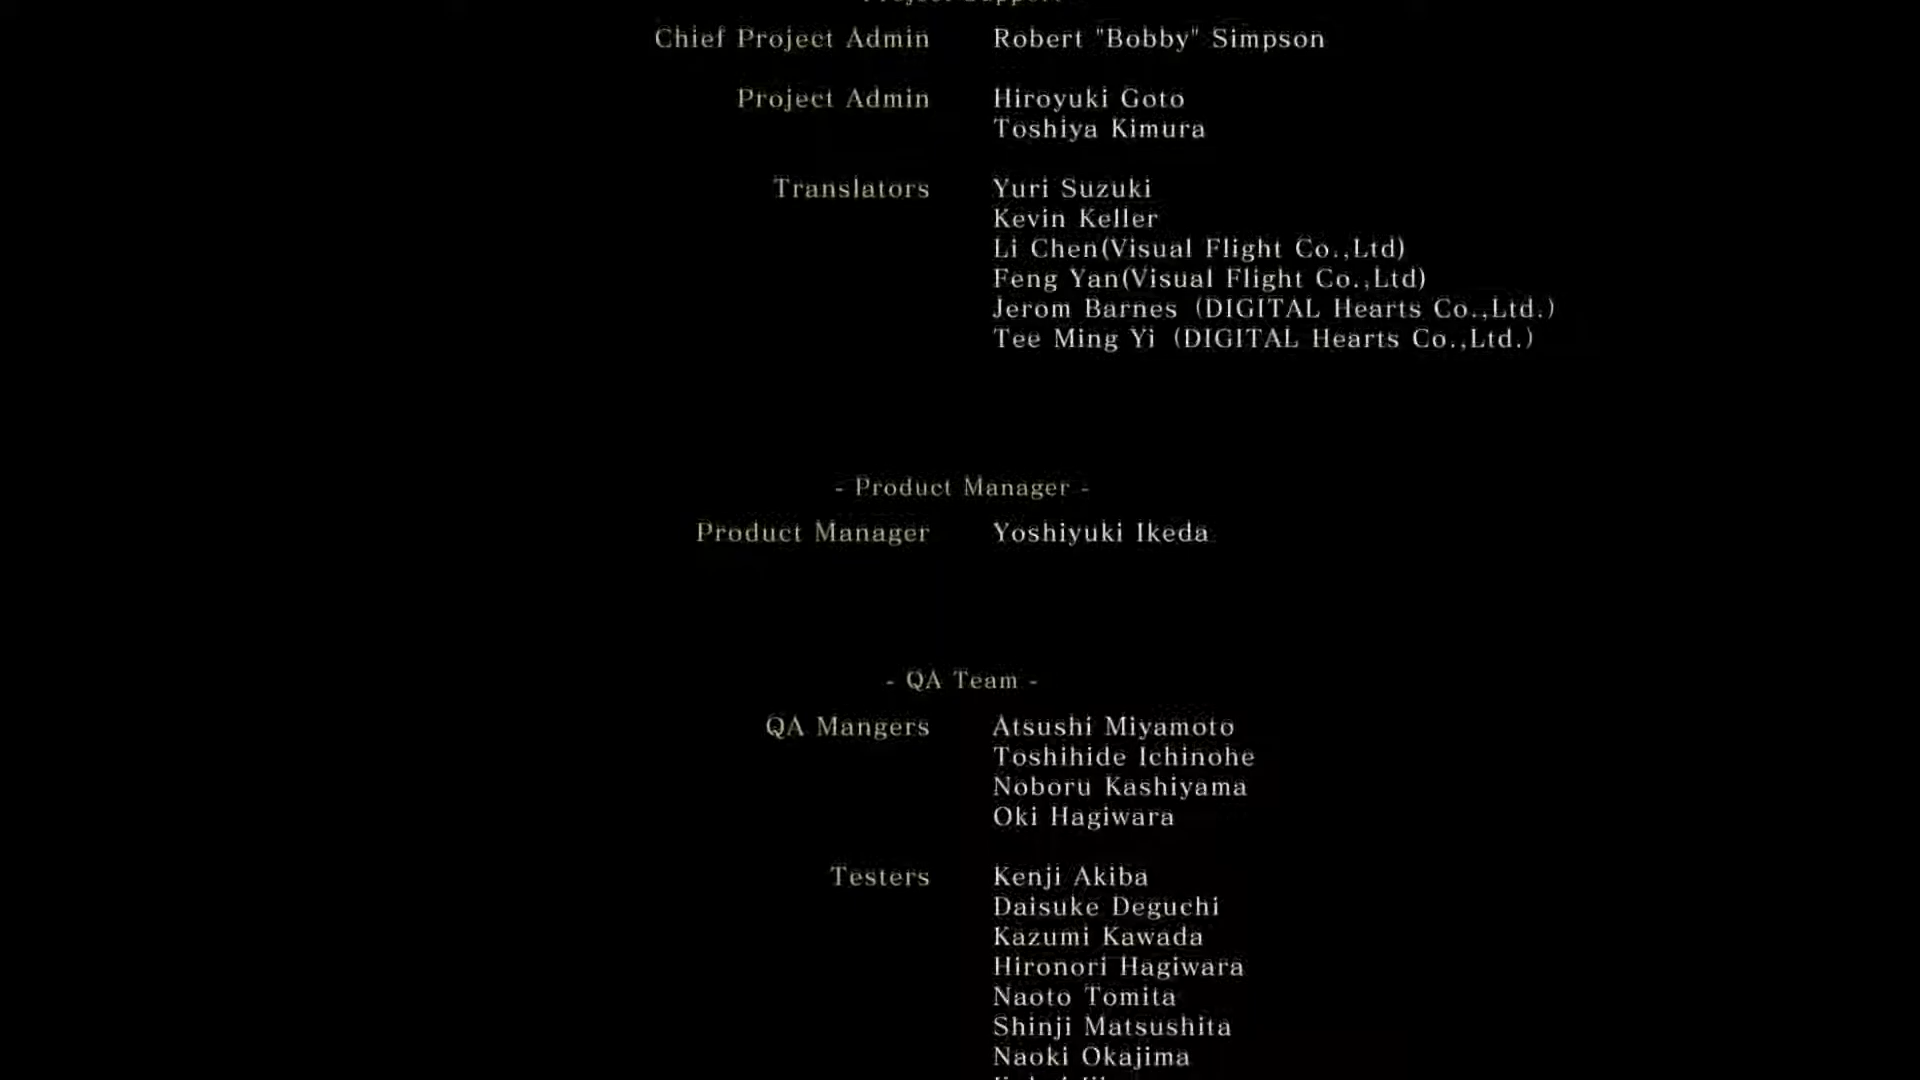 Project Support
Chief Project Admin Robert "Bobby" Simpson
Project Admin Hiroyuki Goto
Toshiya Kimura
Translators Yuri Suzuki
Kevin Keller
Li Chen(Visual Flight Co.,Ltd)
Feng Yan(Visual Flight Co.,Ltd)
Jerom Barnes (DIGITAL Hearts Co.,Ltd.)
Tee Ming Yi (DIGITAL Hearts Co.,Ltd.)
- Product Manager -
Product Manager Yoshiyuki Ikeda
- QA Team -
QA Mangers Atsushi Miyamoto
Toshihide Ichinohe
Noboru Kashiyama
Oki Hagiwara
Testers Kenji Akiba
Daisuke Deguchi
Kazumi Kawada
Hironori Hagiwara
Naoto Tomita
Shinji Matsushita
Naoki Okajima